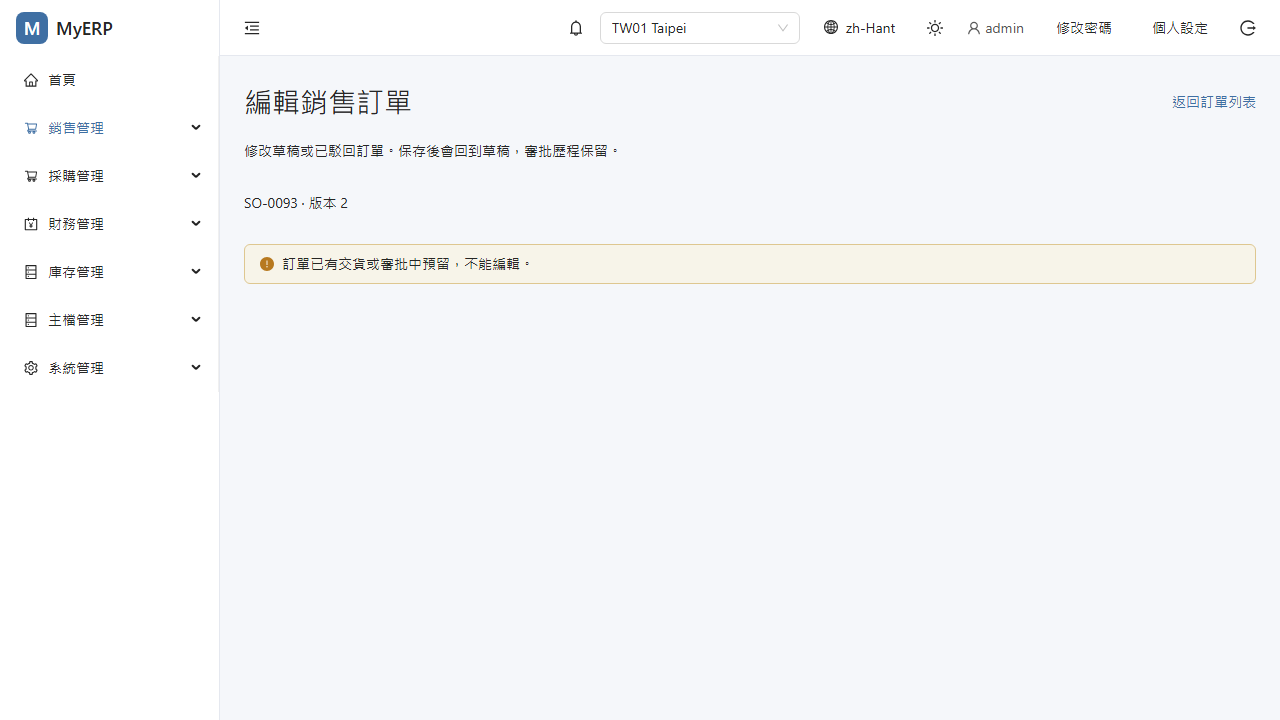 M MyERP
TW01 Taipei
zh-Hant
admin
修改密碼
個人設定
首頁
銷售管理
採購管理
財務管理
庫存管理
主檔管理
系統管理
編輯銷售訂單
返回訂單列表
修改草稿或已駁回訂單。保存後會回到草稿，審批歷程保留。
SO-0093 · 版本 2
訂單已有交貨或審批中預留，不能編輯。